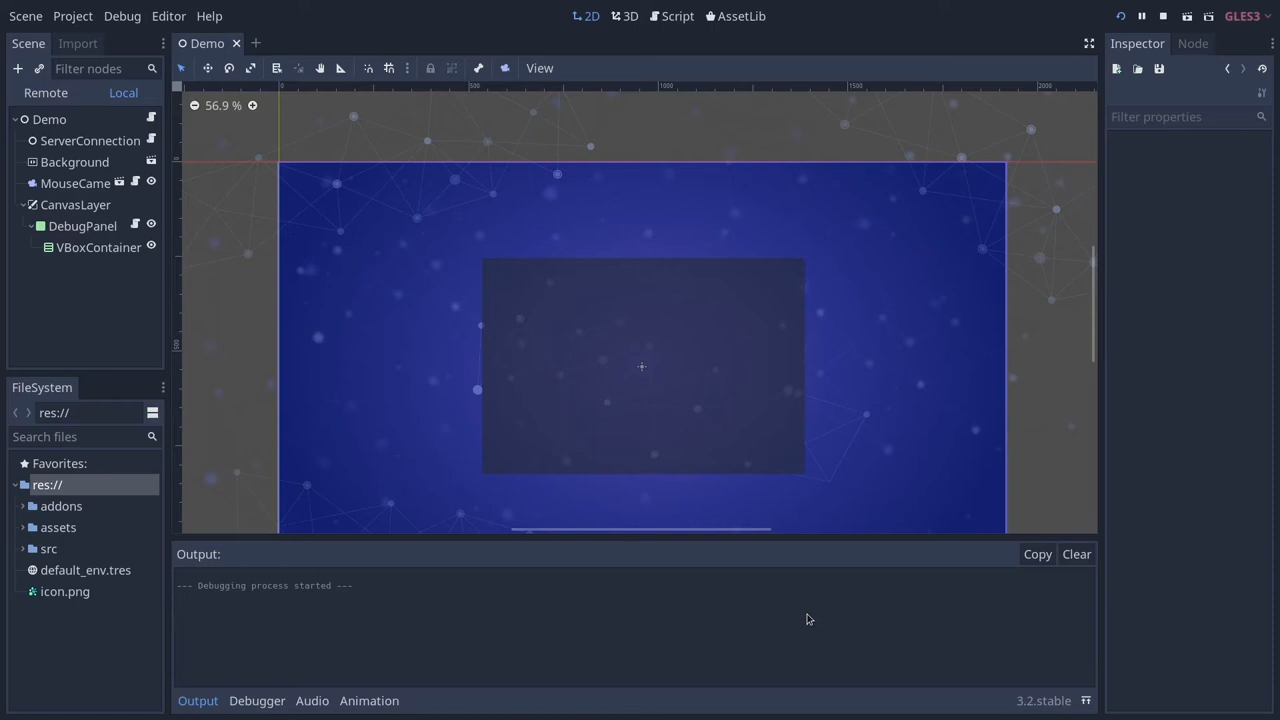 Scene Project Debug Editor Help 2D 3D Script AssetLib GLES3
Scene Import Demo Inspector Node
Filter nodes View
Remote Local
56.9 %
0 500 1000 1500 2000
0
500
Filter properties
Demo
ServerConnection
Background
MouseCame
CanvasLayer
DebugPanel
VBoxContainer
FileSystem
res://
Search files
Favorites:
res://
addons
assets
src
default_env.tres
icon.png
Output: Copy Clear
--- Debugging process started ---
Output Debugger Audio Animation 3.2.stable